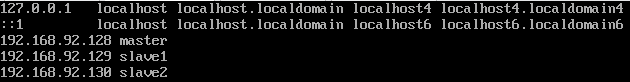 127.0.0.1   localhost localhost.localdomain localhost4 localhost4.localdomain4
::1         localhost localhost.localdomain localhost6 localhost6.localdomain6
192.168.92.128 master
192.168.92.129 slave1
192.168.92.130 slave2